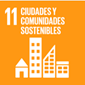 11 CIUDADES Y
COMUNIDADES
SOSTENIBLES